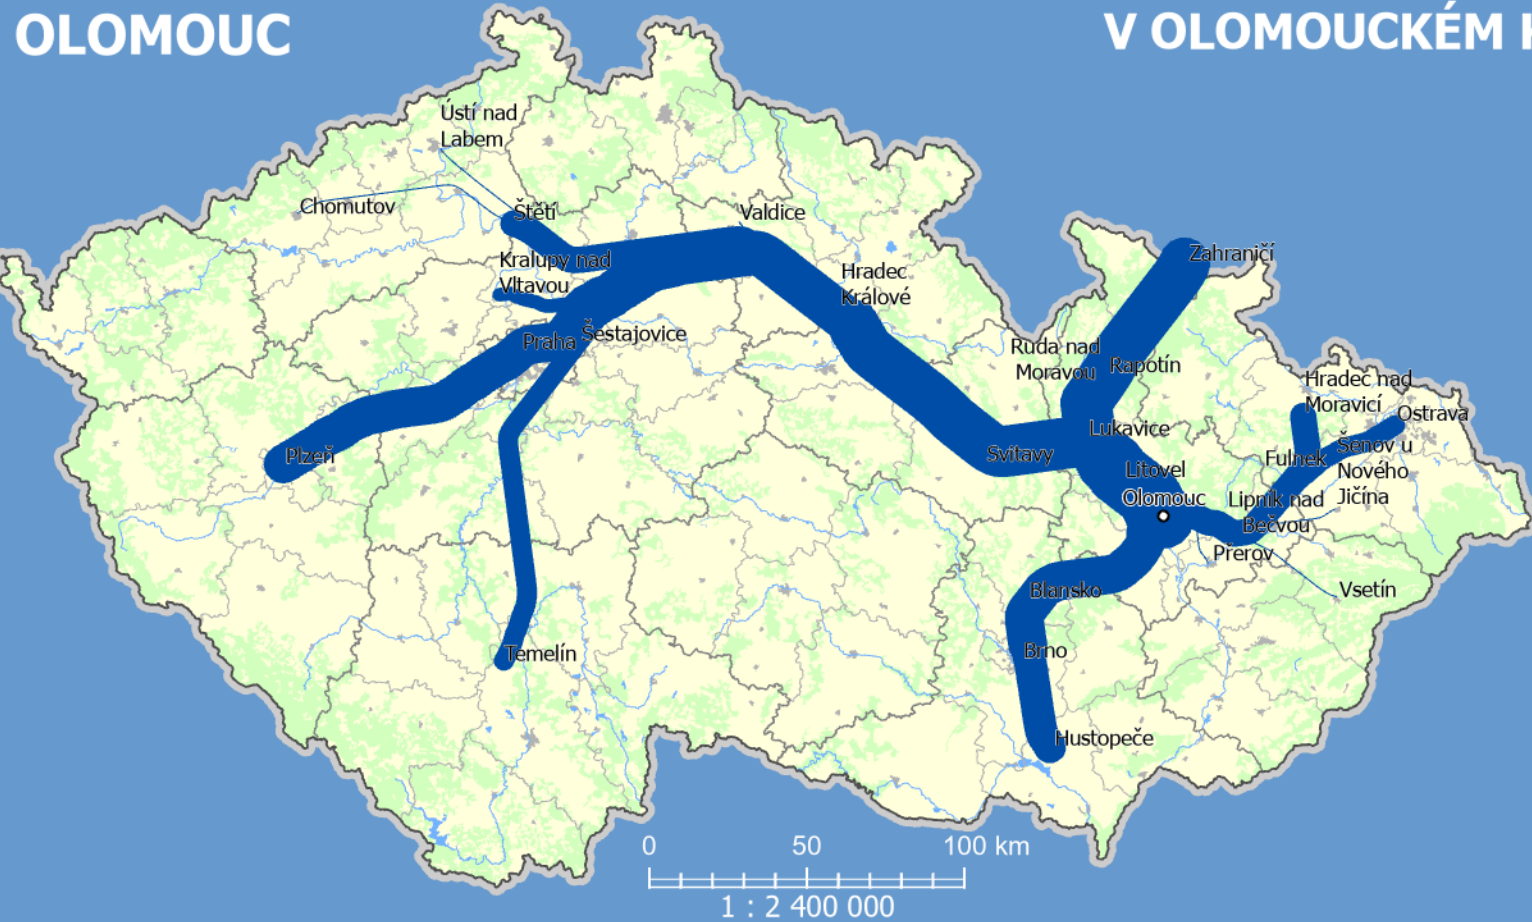 OLOMOUC
V OLOMOUCKÉM
Ústí nad
Labem
Chomutov
Štětí
Valdice
Kralupy nad
Vltavou
Hradec
Králové
Zahraničí
Praha
Šestajovice
Ruda nad
Moravou
Rapotín
Hradec nad
Moravicí
Ostrava
Plzeň
Svitavy
Lukavice
Litovel
Olomouc
Fulnek
Šenov u
Nového
Jičína
Lipník nad
Bečvou
Přerov
Vsetín
Blansko
Brno
Temelín
Hustopeče
0 50 100 km
1 : 2 400 000